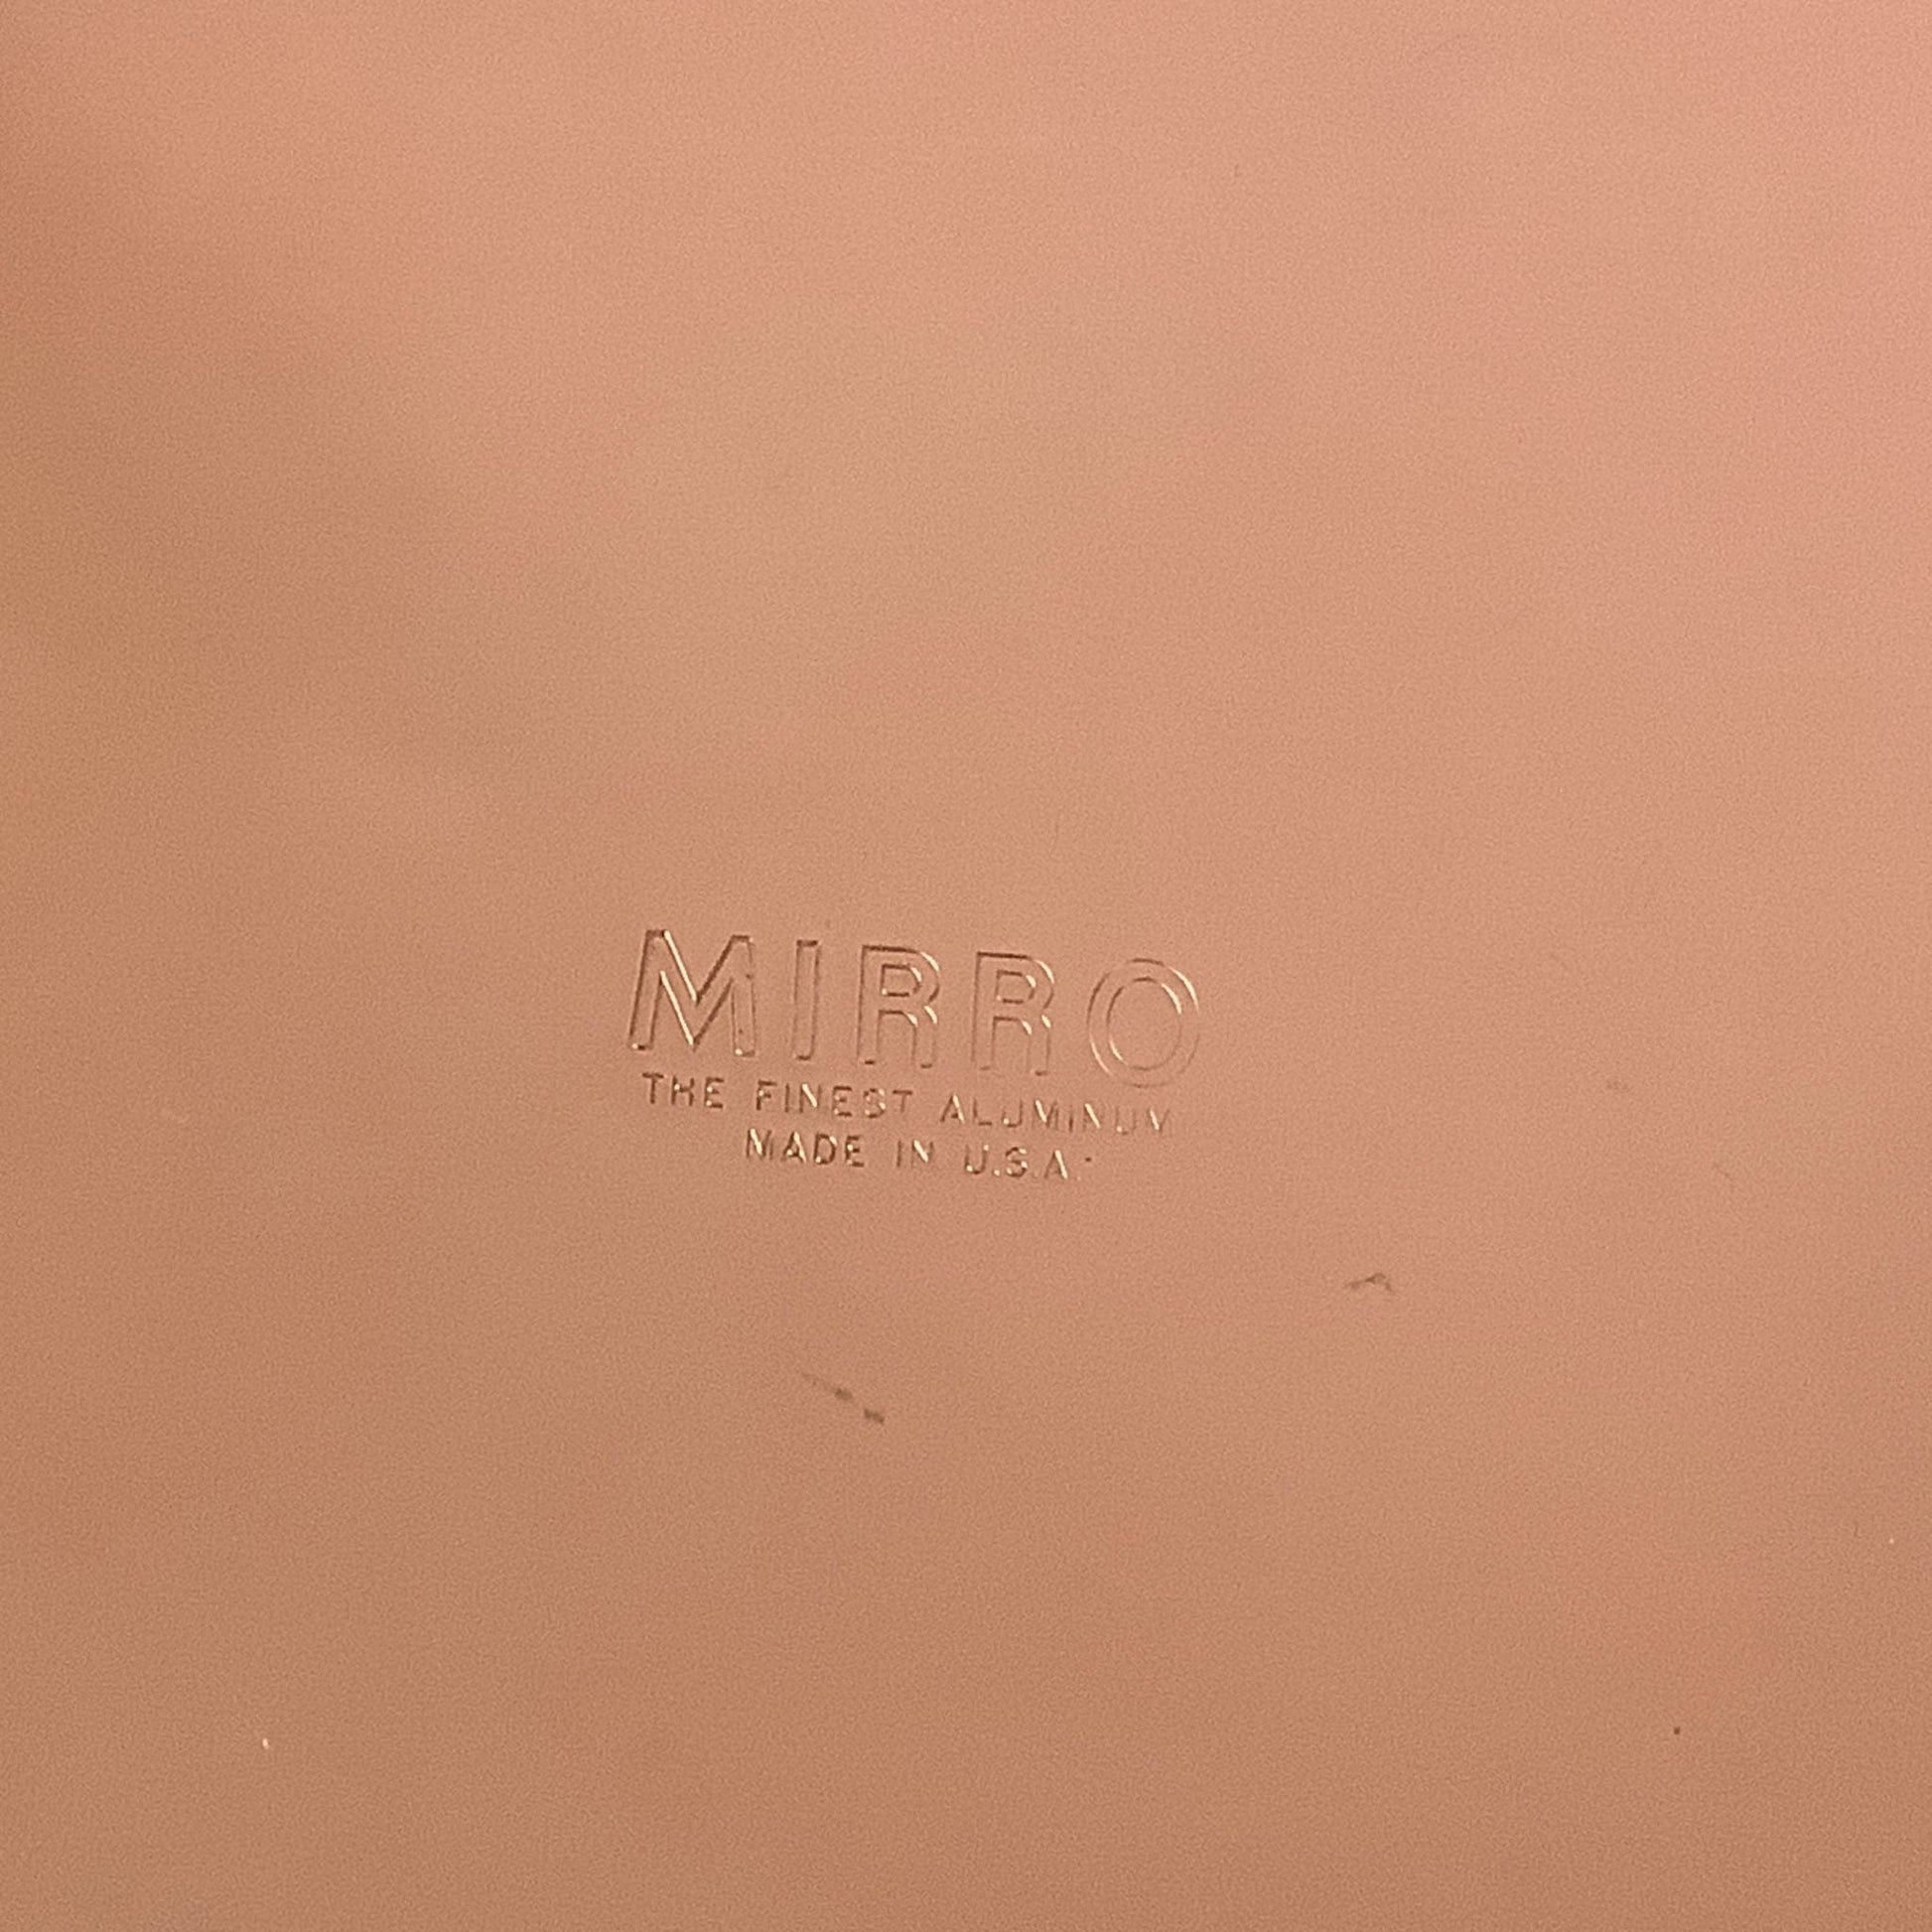 MIRRO
THE FINEST ALUMINUM
MADE IN U.S.A.